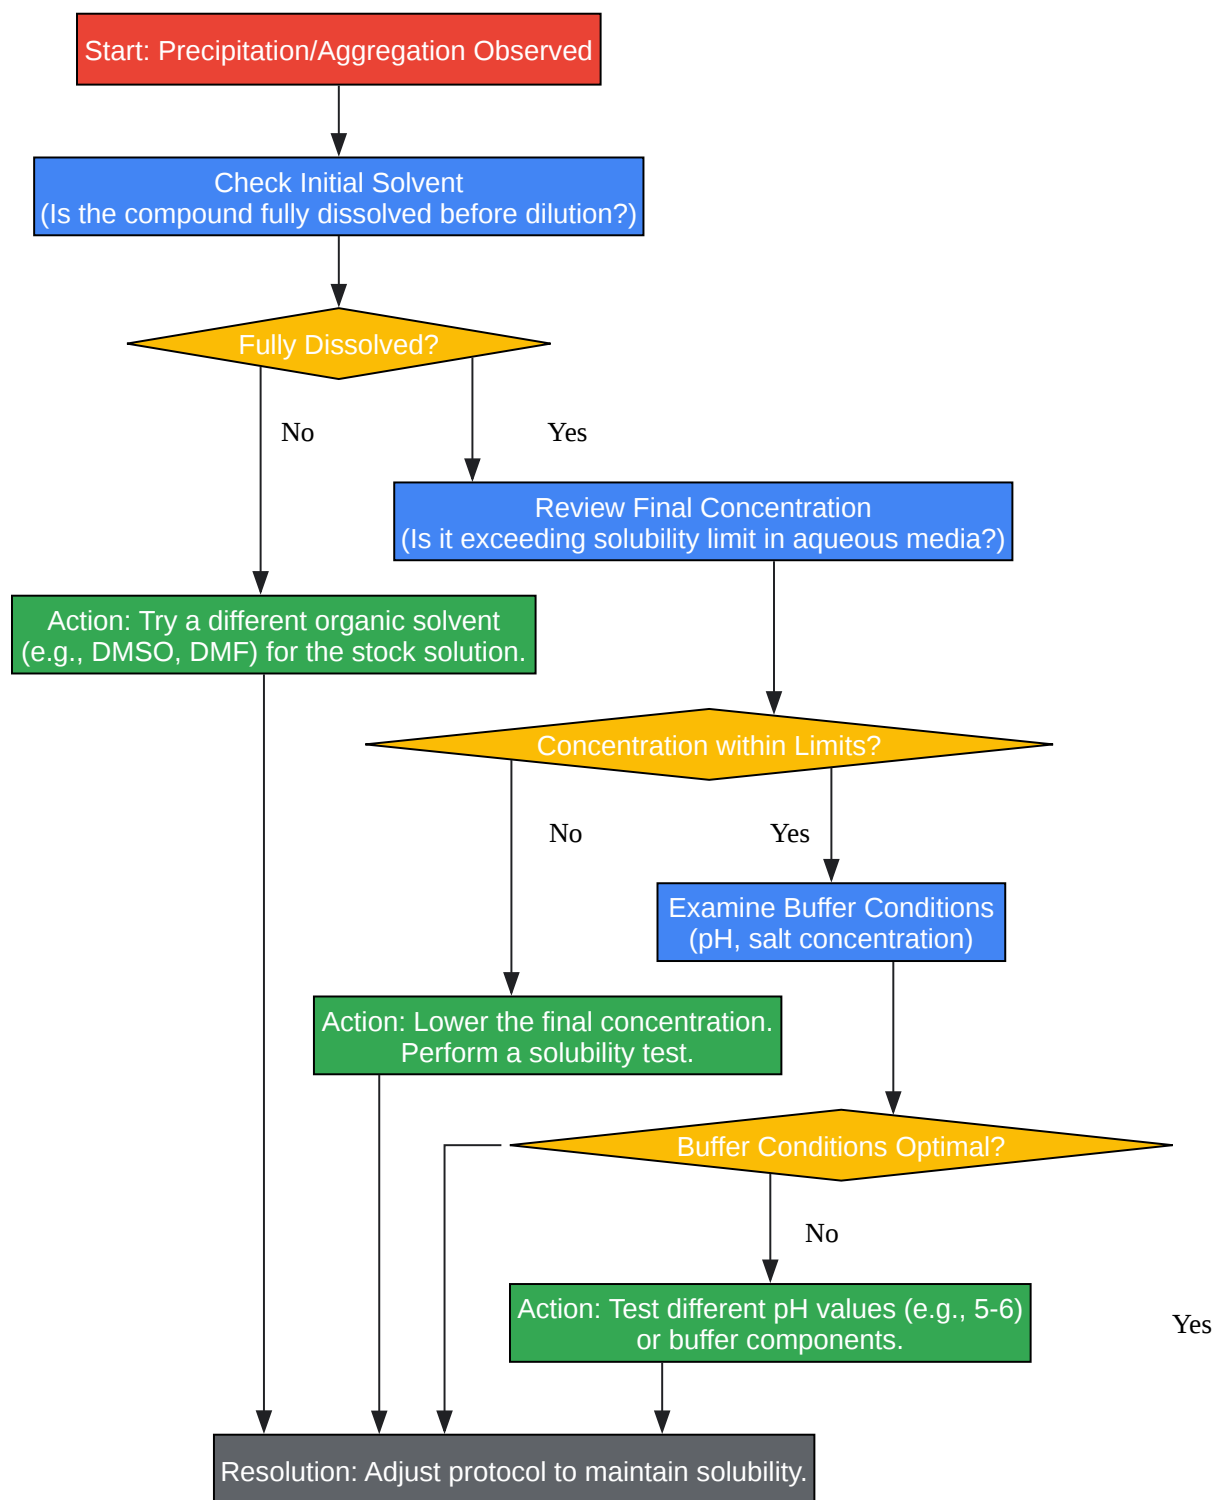 Start: Precipitation/Aggregation Observed
Check Initial Solvent
(Is the compound fully dissolved before dilution?)
Fully Dissolved?
No
Yes
Review Final Concentration
(Is it exceeding solubility limit in aqueous media?)
Action: Try a different organic solvent
(e.g., DMSO, DMF) for the stock solution.
Concentration within Limits?
No
Yes
Examine Buffer Conditions
(pH, salt concentration)
Action: Lower the final concentration.
Perform a solubility test.
Buffer Conditions Optimal?
No
Action: Test different pH values (e.g., 5-6)
or buffer components.
Yes
Resolution: Adjust protocol to maintain solubility.